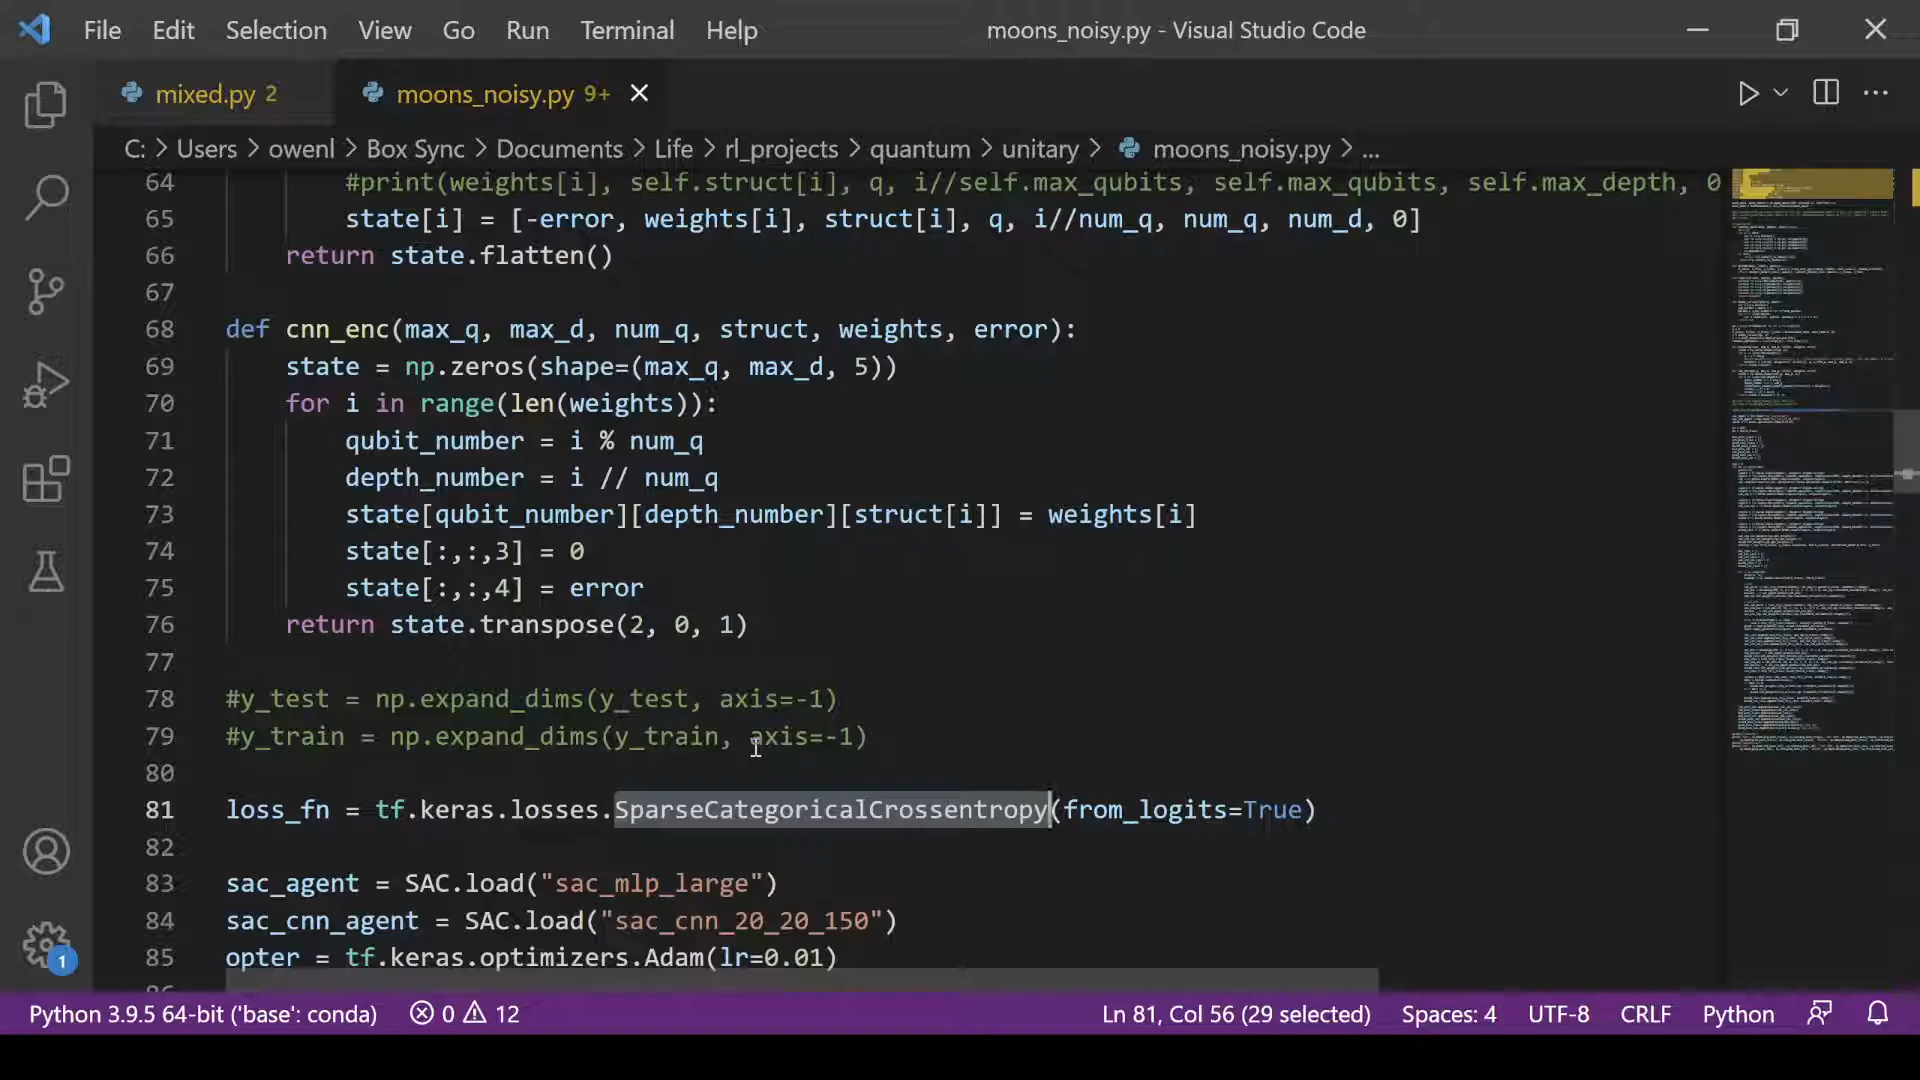 File Edit Selection View Go Run Terminal Help moons_noisy.py - Visual Studio Code
mixed.py 2 moons_noisy.py 9+
C: > Users > owenl > Box Sync > Documents > Life > rl_projects > quantum > unitary > moons_noisy.py > ...
64 #print(weights[i], self.struct[i], q, i//self.max_qubits, self.max_qubits, self.max_depth, 0
65 state[i] = [-error, weights[i], struct[i], q, i//num_q, num_q, num_d, 0]
66 return state.flatten()
67
68 def cnn_enc(max_q, max_d, num_q, struct, weights, error):
69 state = np.zeros(shape=(max_q, max_d, 5))
70 for i in range(len(weights)):
71 qubit_number = i % num_q
72 depth_number = i // num_q
73 state[qubit_number][depth_number][struct[i]] = weights[i]
74 state[:,:,3] = 0
75 state[:,:,4] = error
76 return state.transpose(2, 0, 1)
77
78 #y_test = np.expand_dims(y_test, axis=-1)
79 #y_train = np.expand_dims(y_train, axis=-1)
80
81 loss_fn = tf.keras.losses.SparseCategoricalCrossentropy(from_logits=True)
82
83 sac_agent = SAC.load("sac_mlp_large")
84 sac_cnn_agent = SAC.load("sac_cnn_20_20_150")
85 opter = tf.keras.optimizers.Adam(lr=0.01)
1
Python 3.9.5 64-bit ('base': conda) 0 12 Ln 81, Col 56 (29 selected) Spaces: 4 UTF-8 CRLF Python